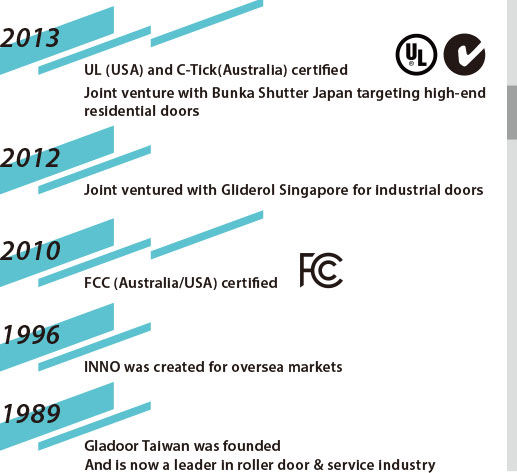 2013
UL (USA) and C-Tick(Australia) certified
UL
®
Joint venture with Bunka Shutter Japan targeting high-end
residential doors
2012
Joint ventured with Gliderol Singapore for industrial doors
2010
FCC (Australia/USA) certified
FC
1996
INNO was created for oversea markets
1989
Gladoor Taiwan was founded
And is now a leader in roller door & service industry